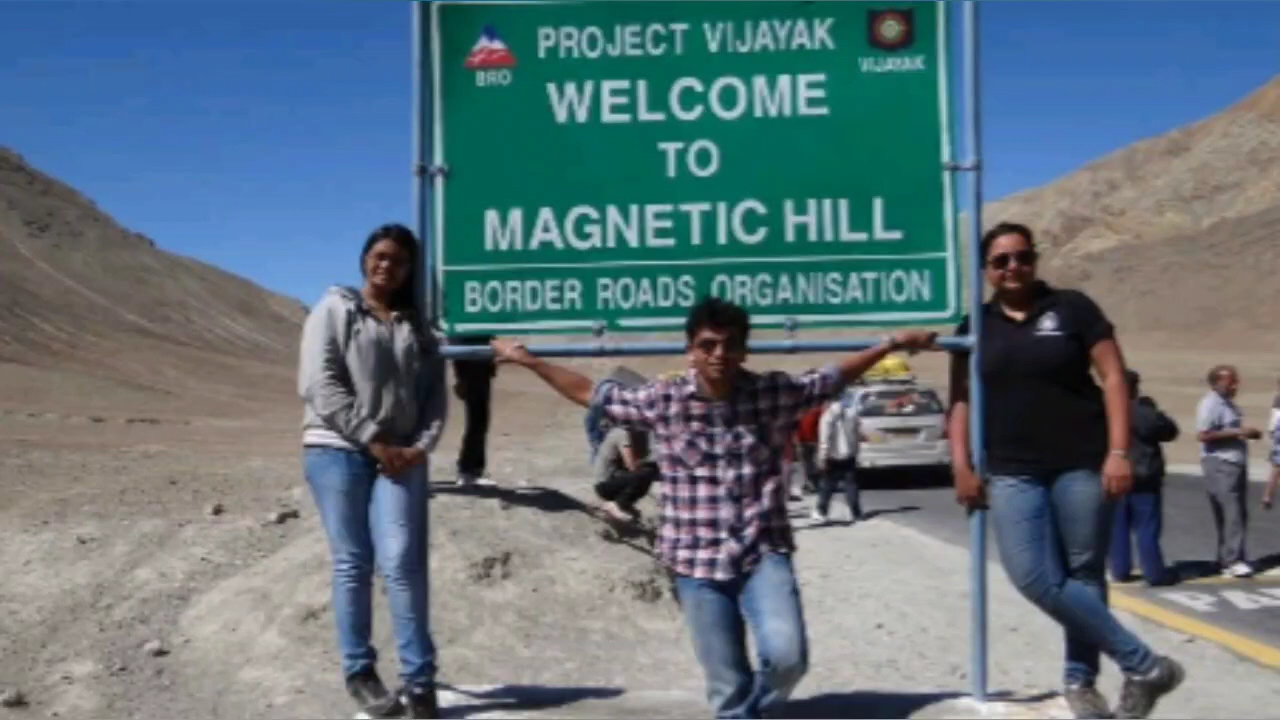 PROJECT VIJAYAK
BRO
VIJAYAK
WELCOME
TO
MAGNETIC HILL
BORDER ROADS ORGANISATION